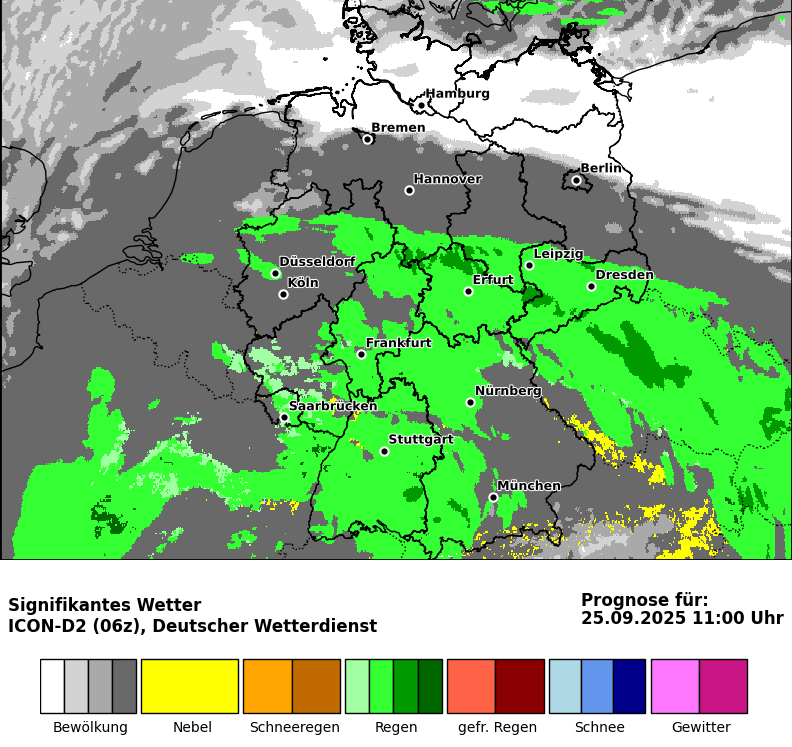 Hamburg
Bremen
Berlin
Hannover
Leipzig
Düsseldorf
Dresden
Köln
Erfurt
Frankfurt
Nürnberg
Saarbrücken
Stuttgart
München
Signifikantes Wetter
ICON-D2 (06z), Deutscher Wetterdienst
Prognose für:
25.09.2025 11:00 Uhr
Bewölkung Nebel Schneeregen Regen gefr. Regen Schnee Gewitter